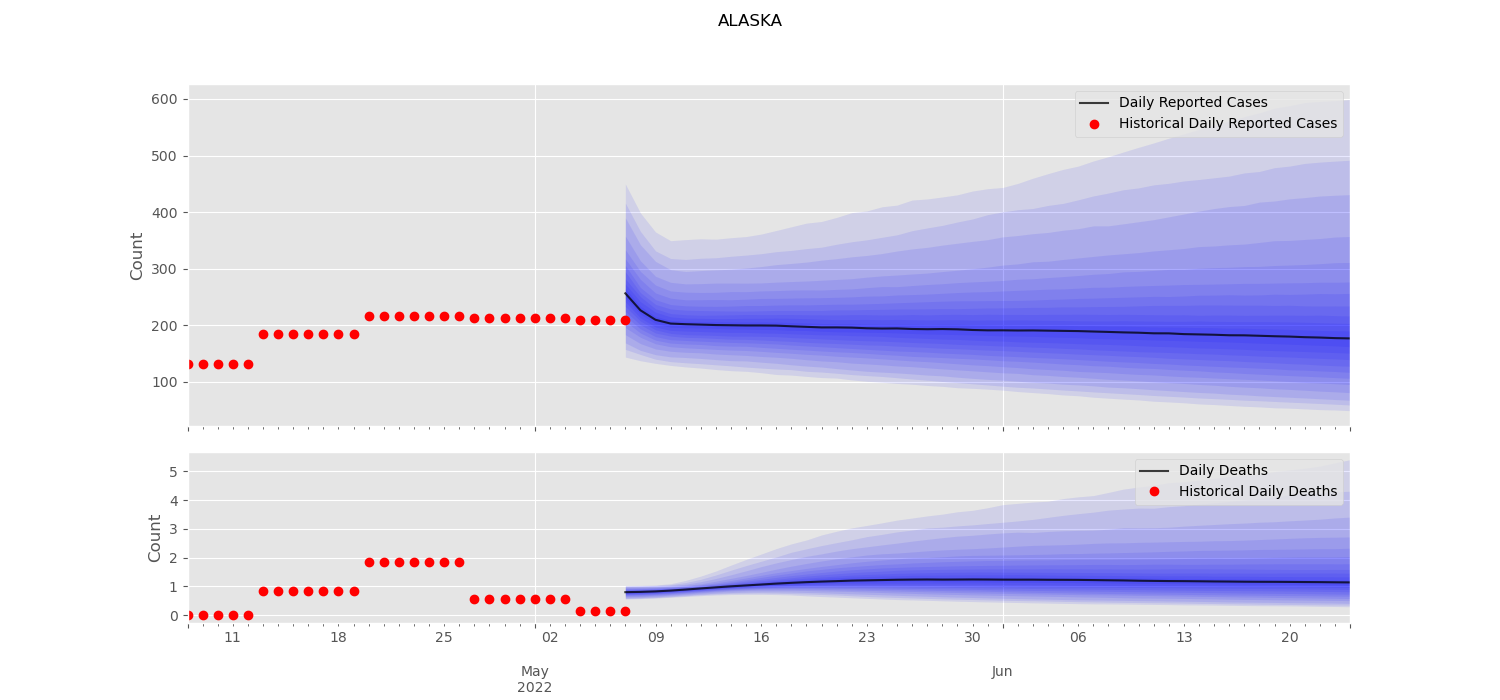 ALASKA
600
500
400
300
200
100
Count
Daily Reported Cases
Historical Daily Reported Cases
5
4
3
2
1
0
Count
Daily Deaths
Historical Daily Deaths
11 18 25 02 09 16 23 30 06 13 20
May Jun
2022